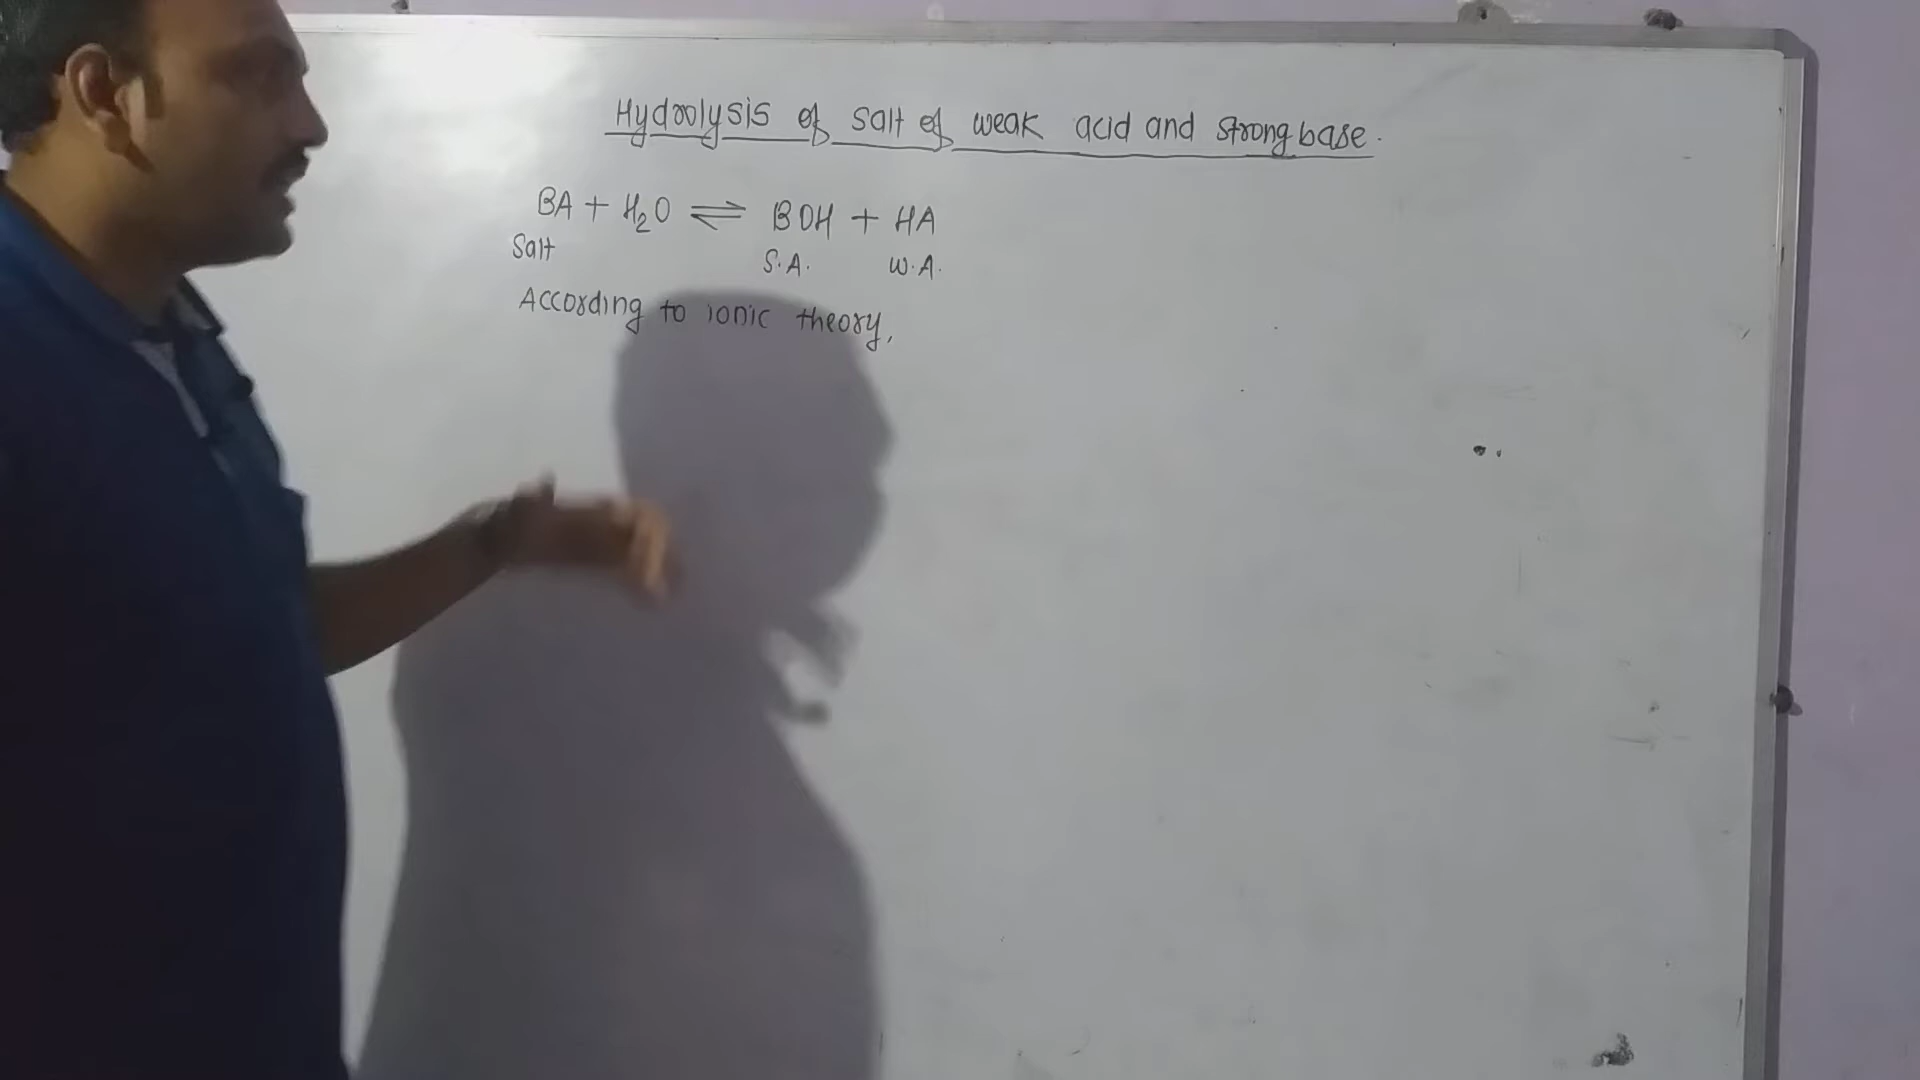 Hydrolysis of salt of weak acid and strong base.
BA + H₂O ⇌ BOH + HA
Salt S.A. W.A.
According to ionic theory,